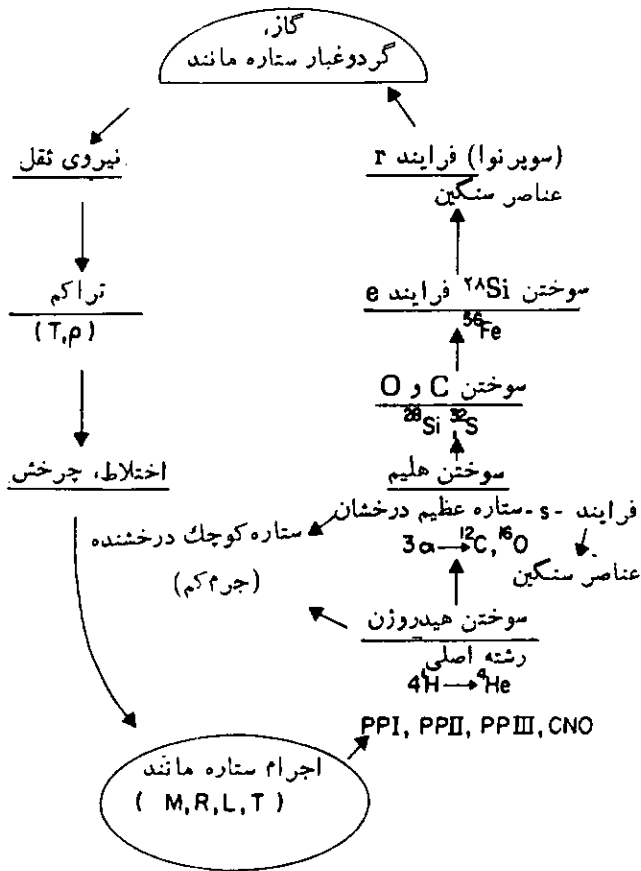 گاز،
گردوغبار ستاره مانند
نیروی ثقل
تراکم
(T,ρ)
اختلاط، چرخش
اجرام ستاره مانند
( M,R,L,T )
(سوپرنوا) فرایند r
عناصر سنگین
سوختن ²⁸Si فرایند e
⁵⁶Fe
سوختن C و O
²⁸Si ³²S
سوختن هلیم
فرایند -s- ستاره عظیم درخشان
3α → ¹²C, ¹⁶O
عناصر سنگین
ستاره کوچک درخشنده
(جرم کم)
سوختن هیدروژن
رشته اصلی
4¹H → ⁴He
PPI, PPII, PPIII, CNO